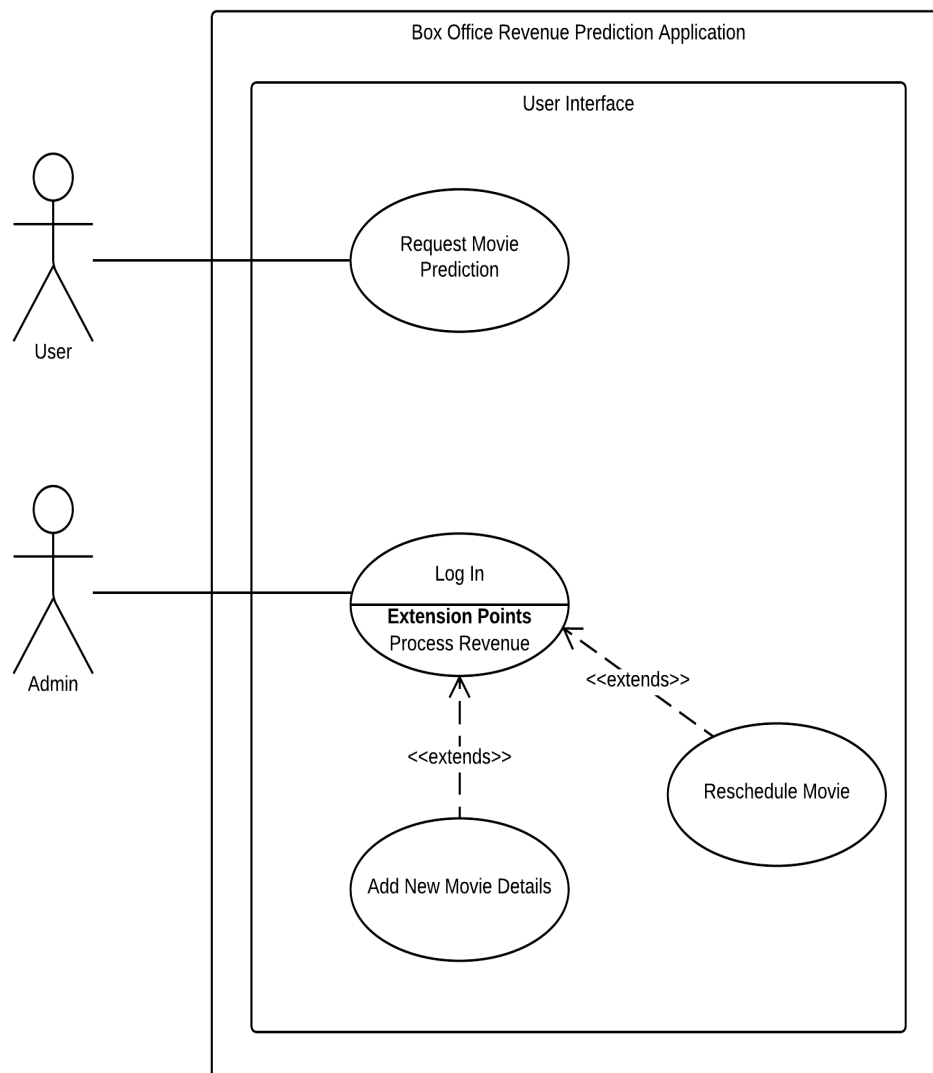 Box Office Revenue Prediction Application
User Interface
Request Movie
Prediction
User
Log In
Extension Points
Process Revenue
Admin
<<extends>>
<<extends>>
Reschedule Movie
Add New Movie Details